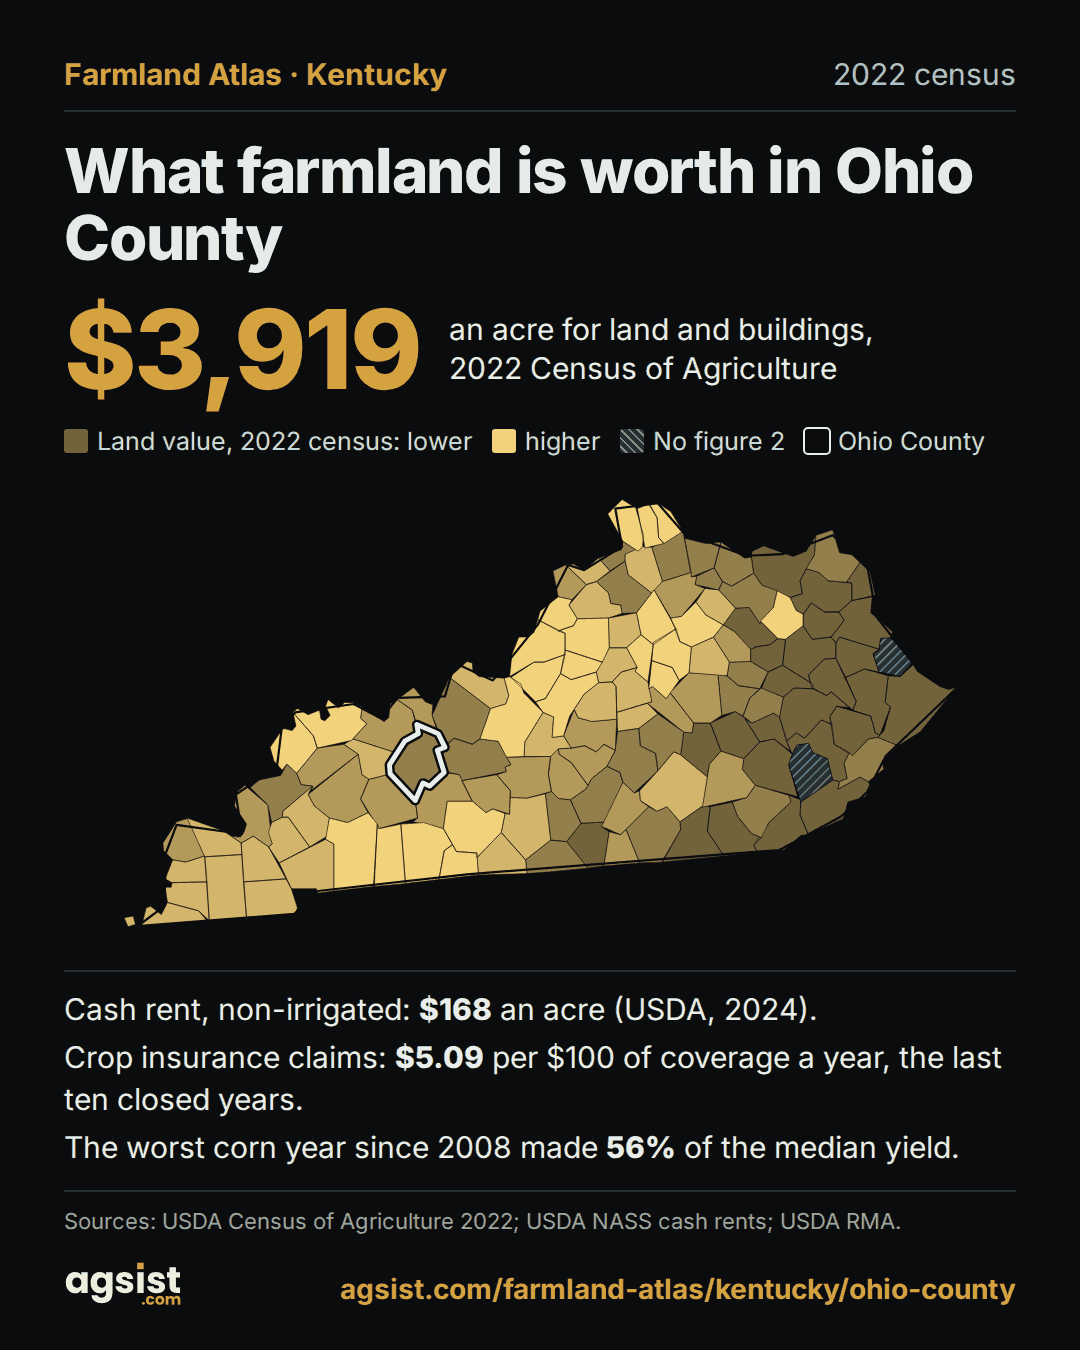 Farmland Atlas · Kentucky
2022 census
What farmland is worth in Ohio
County
$3,919
an acre for land and buildings,
2022 Census of Agriculture
Land value, 2022 census: lower
higher
No figure 2
Ohio County
Cash rent, non-irrigated: $168 an acre (USDA, 2024).
Crop insurance claims: $5.09 per $100 of coverage a year, the last
ten closed years.
The worst corn year since 2008 made 56% of the median yield.
Sources: USDA Census of Agriculture 2022; USDA NASS cash rents; USDA RMA.
agsist
.com
agsist.com/farmland-atlas/kentucky/ohio-county